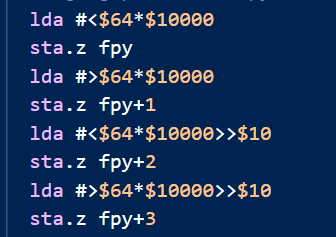 lda #<$64*$10000
sta.z fpy
lda #>$64*$10000
sta.z fpy+1
lda #<$64*$10000>>$10
sta.z fpy+2
lda #>$64*$10000>>$10
sta.z fpy+3